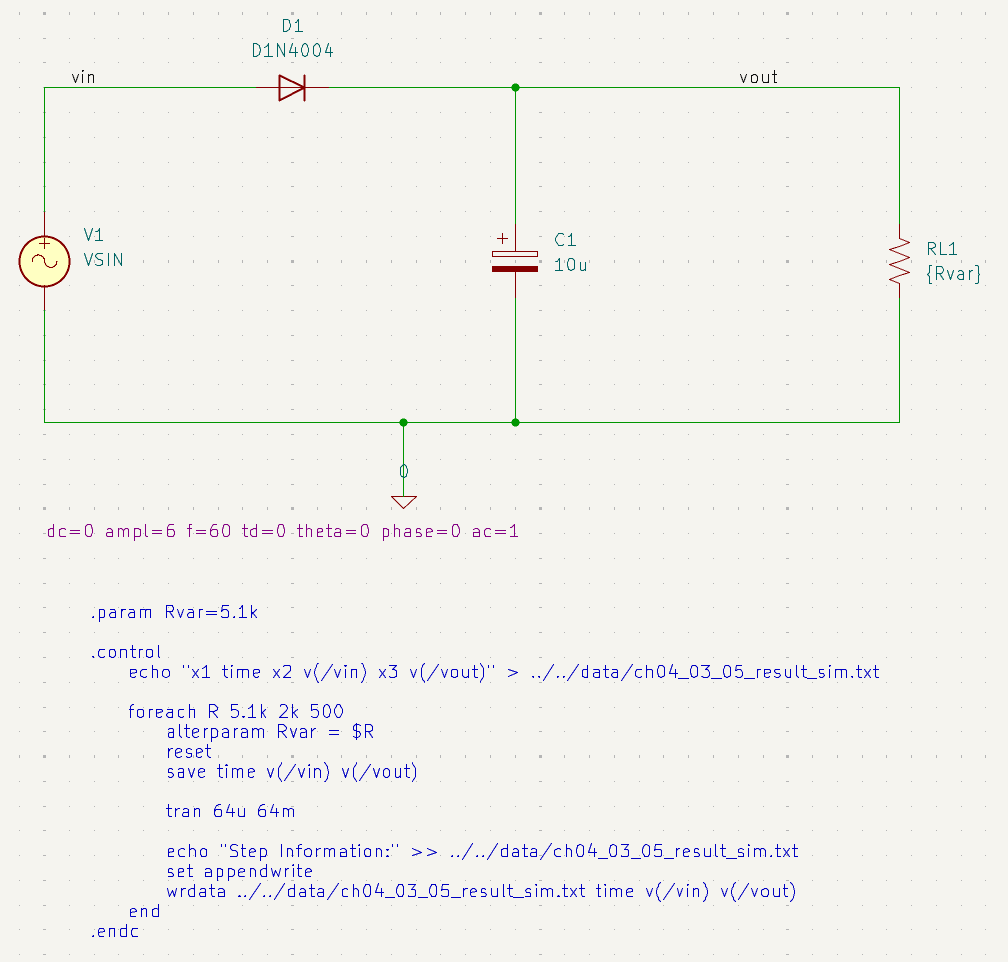 D1
D1N4004
vin
vout
V1
VSIN
+
C1
10u
RL1
{Rvar}
0
dc=0 ampl=6 f=60 td=0 theta=0 phase=0 ac=1
.param Rvar=5.1k
.control
echo "x1 time x2 v(/vin) x3 v(/vout)" > ../../data/ch04_03_05_result_sim.txt
foreach R 5.1k 2k 500
alterparam Rvar = $R
reset
save time v(/vin) v(/vout)
tran 64u 64m
echo "Step Information:" >> ../../data/ch04_03_05_result_sim.txt
set appendwrite
wrdata ../../data/ch04_03_05_result_sim.txt time v(/vin) v(/vout)
end
.endc